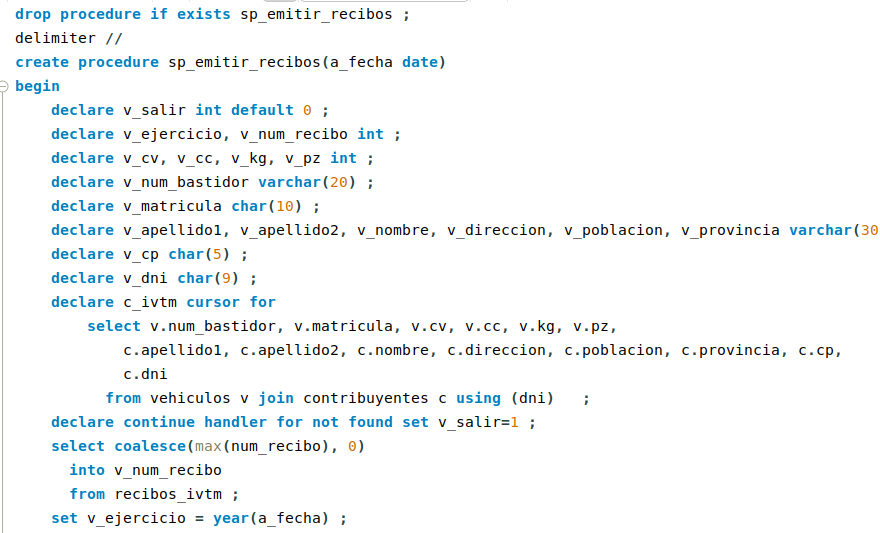 drop procedure if exists sp_emitir_recibos ;
delimiter //
create procedure sp_emitir_recibos(a_fecha date)
begin
    declare v_salir int default 0 ;
    declare v_ejercicio, v_num_recibo int ;
    declare v_cv, v_cc, v_kg, v_pz int ;
    declare v_num_bastidor varchar(20) ;
    declare v_matricula char(10) ;
    declare v_apellido1, v_apellido2, v_nombre, v_direccion, v_poblacion, v_provincia varchar(30
    declare v_cp char(5) ;
    declare v_dni char(9) ;
    declare c_ivtm cursor for
        select v.num_bastidor, v.matricula, v.cv, v.cc, v.kg, v.pz,
            c.apellido1, c.apellido2, c.nombre, c.direccion, c.poblacion, c.provincia, c.cp,
            c.dni
          from vehiculos v join contribuyentes c using (dni)   ;
    declare continue handler for not found set v_salir=1 ;
    select coalesce(max(num_recibo), 0)
      into v_num_recibo
      from recibos_ivtm ;
    set v_ejercicio = year(a_fecha) ;